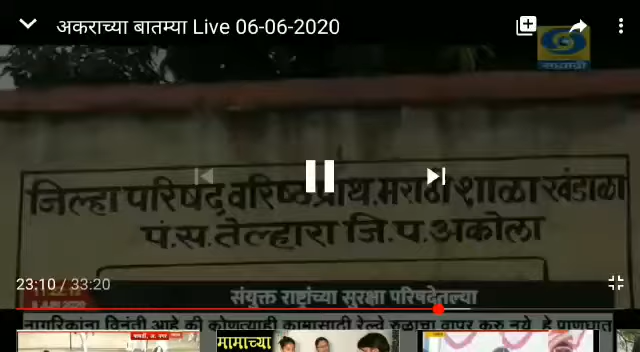 अकराच्या बातम्या Live 06-06-2020
जिल्हा परिषद वरिष्ठ प्राथ.मराठी शाळा खंडाळा
पं.स.तेल्हारा जि.प.अकोला
23:10 / 33:20
संयुक्त राष्ट्रांच्या सुरक्षा परिषदेतल्या
नागरिकांना विनंती आहे की कोणत्याही कामासाठी रेल्वे रुळाचा वापर करू नये
मामाच्या